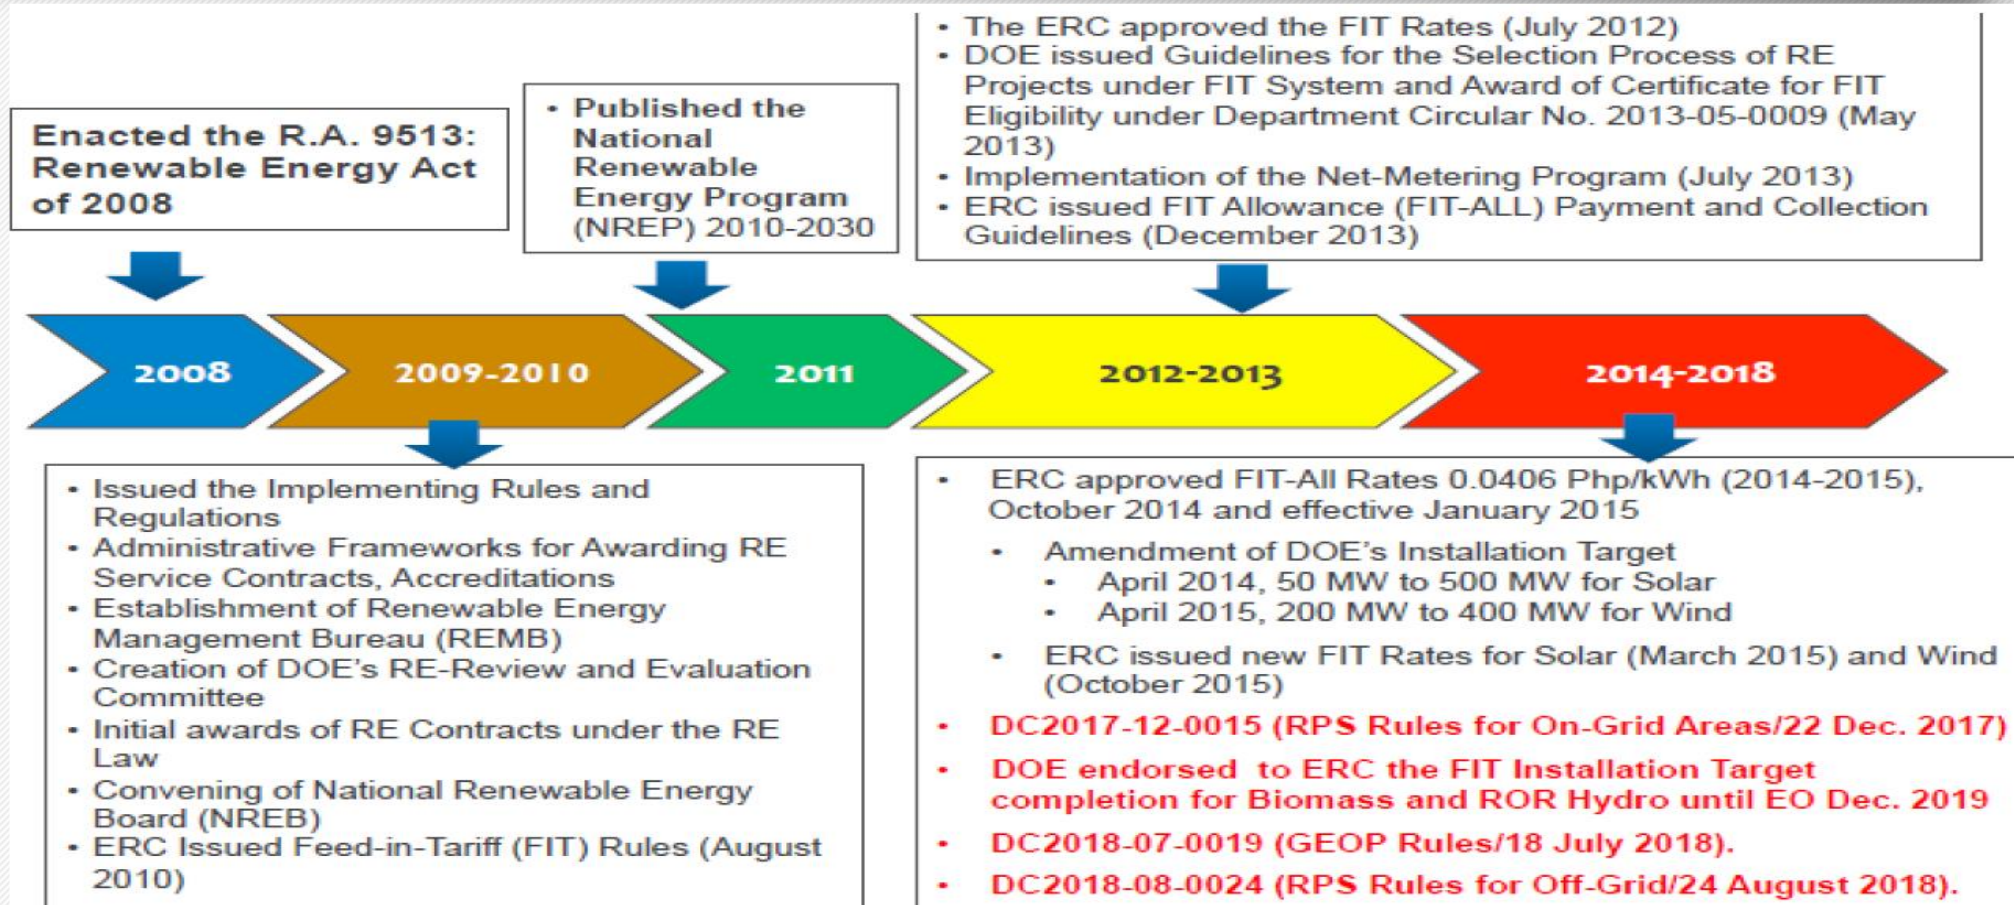 Enacted the R.A. 9513:
Renewable Energy Act
of 2008
• Published the
National
Renewable
Energy Program
(NREP) 2010-2030
• The ERC approved the FIT Rates (July 2012)
• DOE issued Guidelines for the Selection Process of RE
Projects under FIT System and Award of Certificate for FIT
Eligibility under Department Circular No. 2013-05-0009 (May
2013)
• Implementation of the Net-Metering Program (July 2013)
• ERC issued FIT Allowance (FIT-ALL) Payment and Collection
Guidelines (December 2013)
2008
2009-2010
2011
2012-2013
2014-2018
• Issued the Implementing Rules and
Regulations
• Administrative Frameworks for Awarding RE
Service Contracts, Accreditations
• Establishment of Renewable Energy
Management Bureau (REMB)
• Creation of DOE's RE-Review and Evaluation
Committee
• Initial awards of RE Contracts under the RE
Law
• Convening of National Renewable Energy
Board (NREB)
• ERC Issued Feed-in-Tariff (FIT) Rules (August
2010)
• ERC approved FIT-All Rates 0.0406 Php/kWh (2014-2015),
October 2014 and effective January 2015
• Amendment of DOE's Installation Target
• April 2014, 50 MW to 500 MW for Solar
• April 2015, 200 MW to 400 MW for Wind
• ERC issued new FIT Rates for Solar (March 2015) and Wind
(October 2015)
• DC2017-12-0015 (RPS Rules for On-Grid Areas/22 Dec. 2017)
• DOE endorsed to ERC the FIT Installation Target
completion for Biomass and ROR Hydro until EO Dec. 2019
• DC2018-07-0019 (GEOP Rules/18 July 2018).
• DC2018-08-0024 (RPS Rules for Off-Grid/24 August 2018).